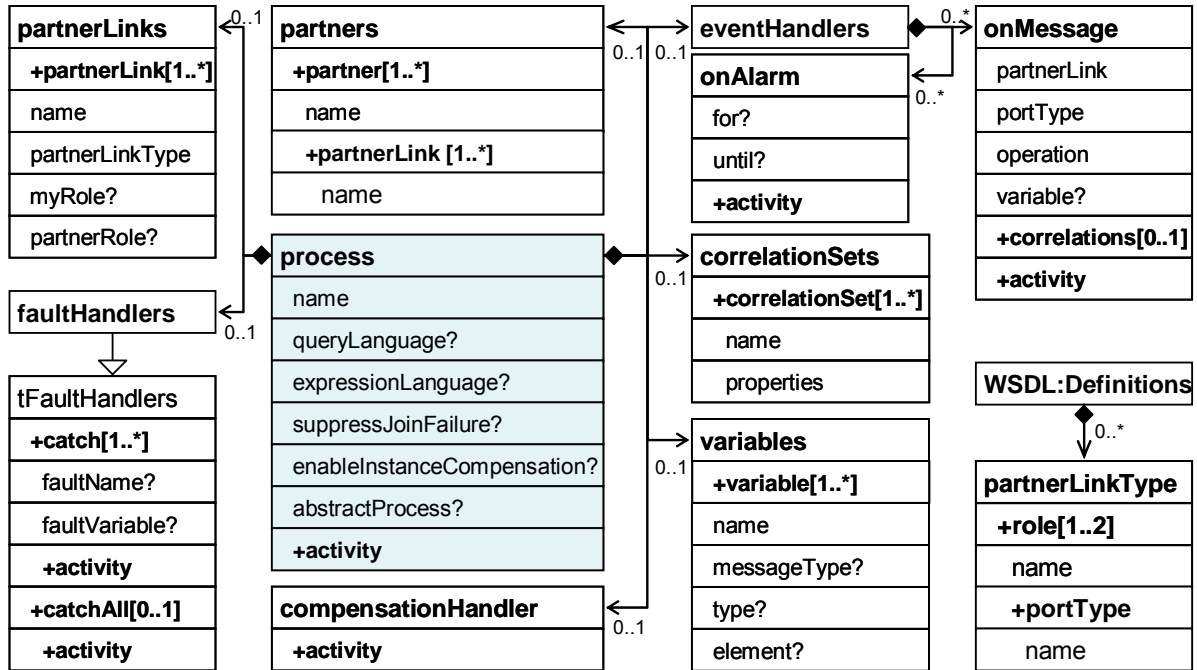 partnerLinks
+partnerLink[1..*]
name
partnerLinkType
myRole?
partnerRole?
0..1
faultHandlers
0..1
tFaultHandlers
+catch[1..*]
faultName?
faultVariable?
+activity
+catchAll[0..1]
+activity
partners
+partner[1..*]
name
+partnerLink [1..*]
name
0..1
process
name
queryLanguage?
expressionLanguage?
suppressJoinFailure?
enableInstanceCompensation?
abstractProcess?
+activity
compensationHandler
+activity
0..1
eventHandlers
0..1
onAlarm
for?
until?
+activity
0..*
correlationSets
+correlationSet[1..*]
name
properties
0..1
variables
+variable[1..*]
name
messageType?
type?
element?
0..1
0..*
onMessage
partnerLink
portType
operation
variable?
+correlations[0..1]
+activity
WSDL:Definitions
0..*
partnerLinkType
+role[1..2]
name
+portType
name